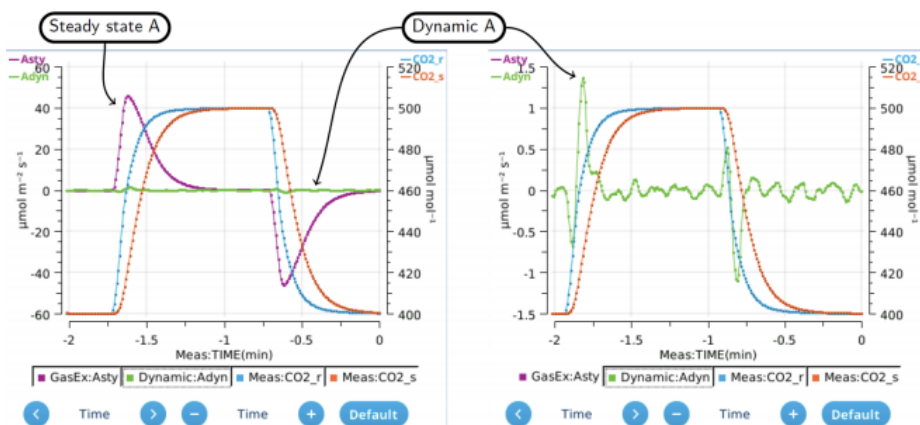 Steady state A
Dynamic A
Asty
Adyn
CO2_r
CO2_s
60
40
20
0
-20
-40
-60
520
500
480
460
440
420
400
-2
-1.5
-1
-0.5
0
µmol m⁻² s⁻¹
µmol mol⁻¹
Meas:TIME(min)
GasEx:Asty
Dynamic:Adyn
Meas:CO2_r
Meas:CO2_s
Time
Time
Default
Asty
Adyn
CO2_r
CO2_s
1.5
1
0.5
0
-0.5
-1
-1.5
520
500
480
460
440
420
400
-2
-1.5
-1
-0.5
0
µmol m⁻² s⁻¹
µmol mol⁻¹
Meas:TIME(min)
GasEx:Asty
Dynamic:Adyn
Meas:CO2_r
Meas:CO2_s
Time
Time
Default